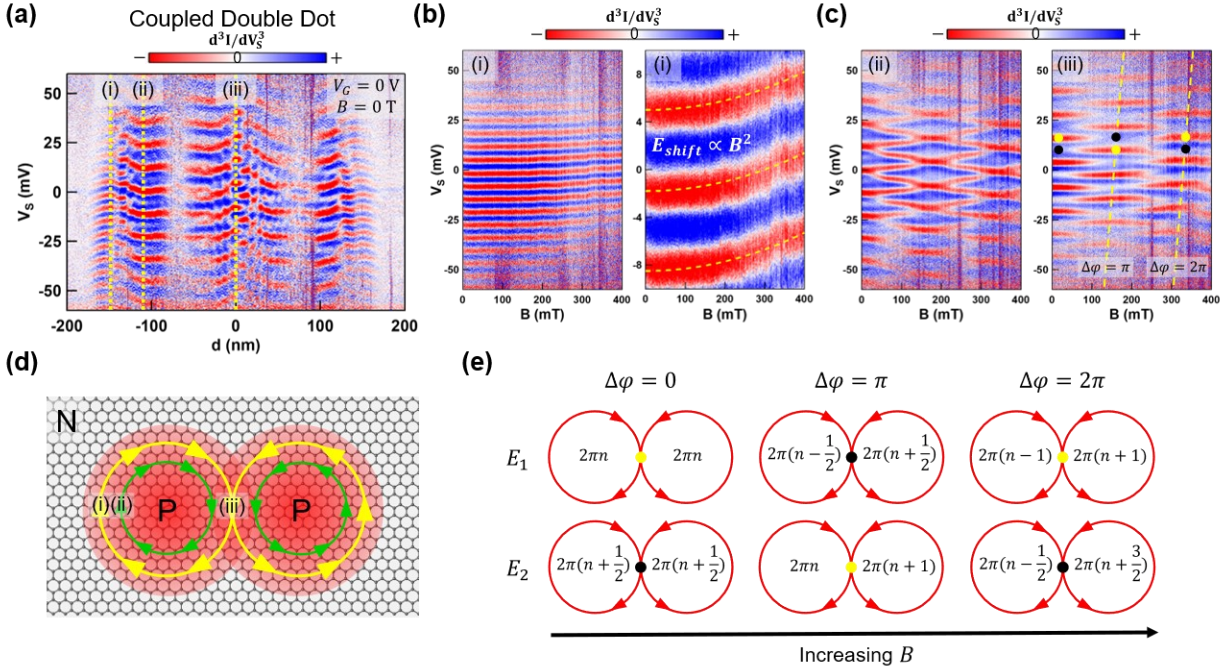 (a)
Coupled Double Dot
d³I/dV_S³
− 0 +
(i) (ii) (iii)
V_G = 0 V
B = 0 T
V_S (mV)
50
25
0
-25
-50
-200 -100 0 100 200
d (nm)
(b)
d³I/dV_S³
− 0 +
(i)
V_S (mV)
50
25
0
-25
-50
0 100 200 300 400
B (mT)
(i)
E_shift ∝ B²
8
4
0
-4
-8
0 100 200 300 400
B (mT)
(c)
d³I/dV_S³
− 0 +
(ii)
V_S (mV)
50
25
0
-25
-50
0 100 200 300 400
B (mT)
(iii)
50
25
0
-25
-50
Δφ = π
Δφ = 2π
0 100 200 300 400
B (mT)
(d)
N
(i) (ii) P (iii) P
(e)
Δφ = 0 Δφ = π Δφ = 2π
E₁ 2πn 2πn 2π(n − 1/2) 2π(n + 1/2) 2π(n − 1) 2π(n + 1)
E₂ 2π(n + 1/2) 2π(n + 1/2) 2πn 2π(n + 1) 2π(n − 1/2) 2π(n + 3/2)
Increasing B